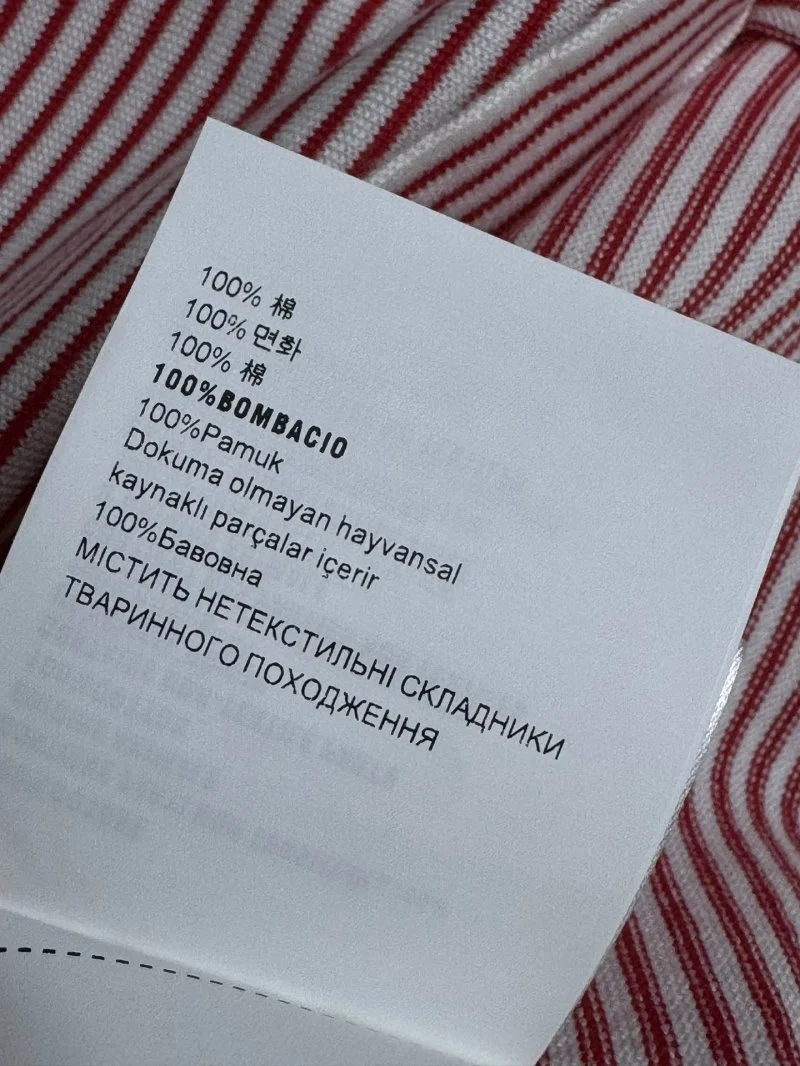 100% 棉
100% 면화
100% 棉
100%BOMBACIO
100%Pamuk
Dokuma olmayan hayvansal
kaynaklı parçalar içerir
100%Бавовна
МІСТИТЬ НЕТЕКСТИЛЬНІ СКЛАДНИКИ
ТВАРИННОГО ПОХОДЖЕННЯ